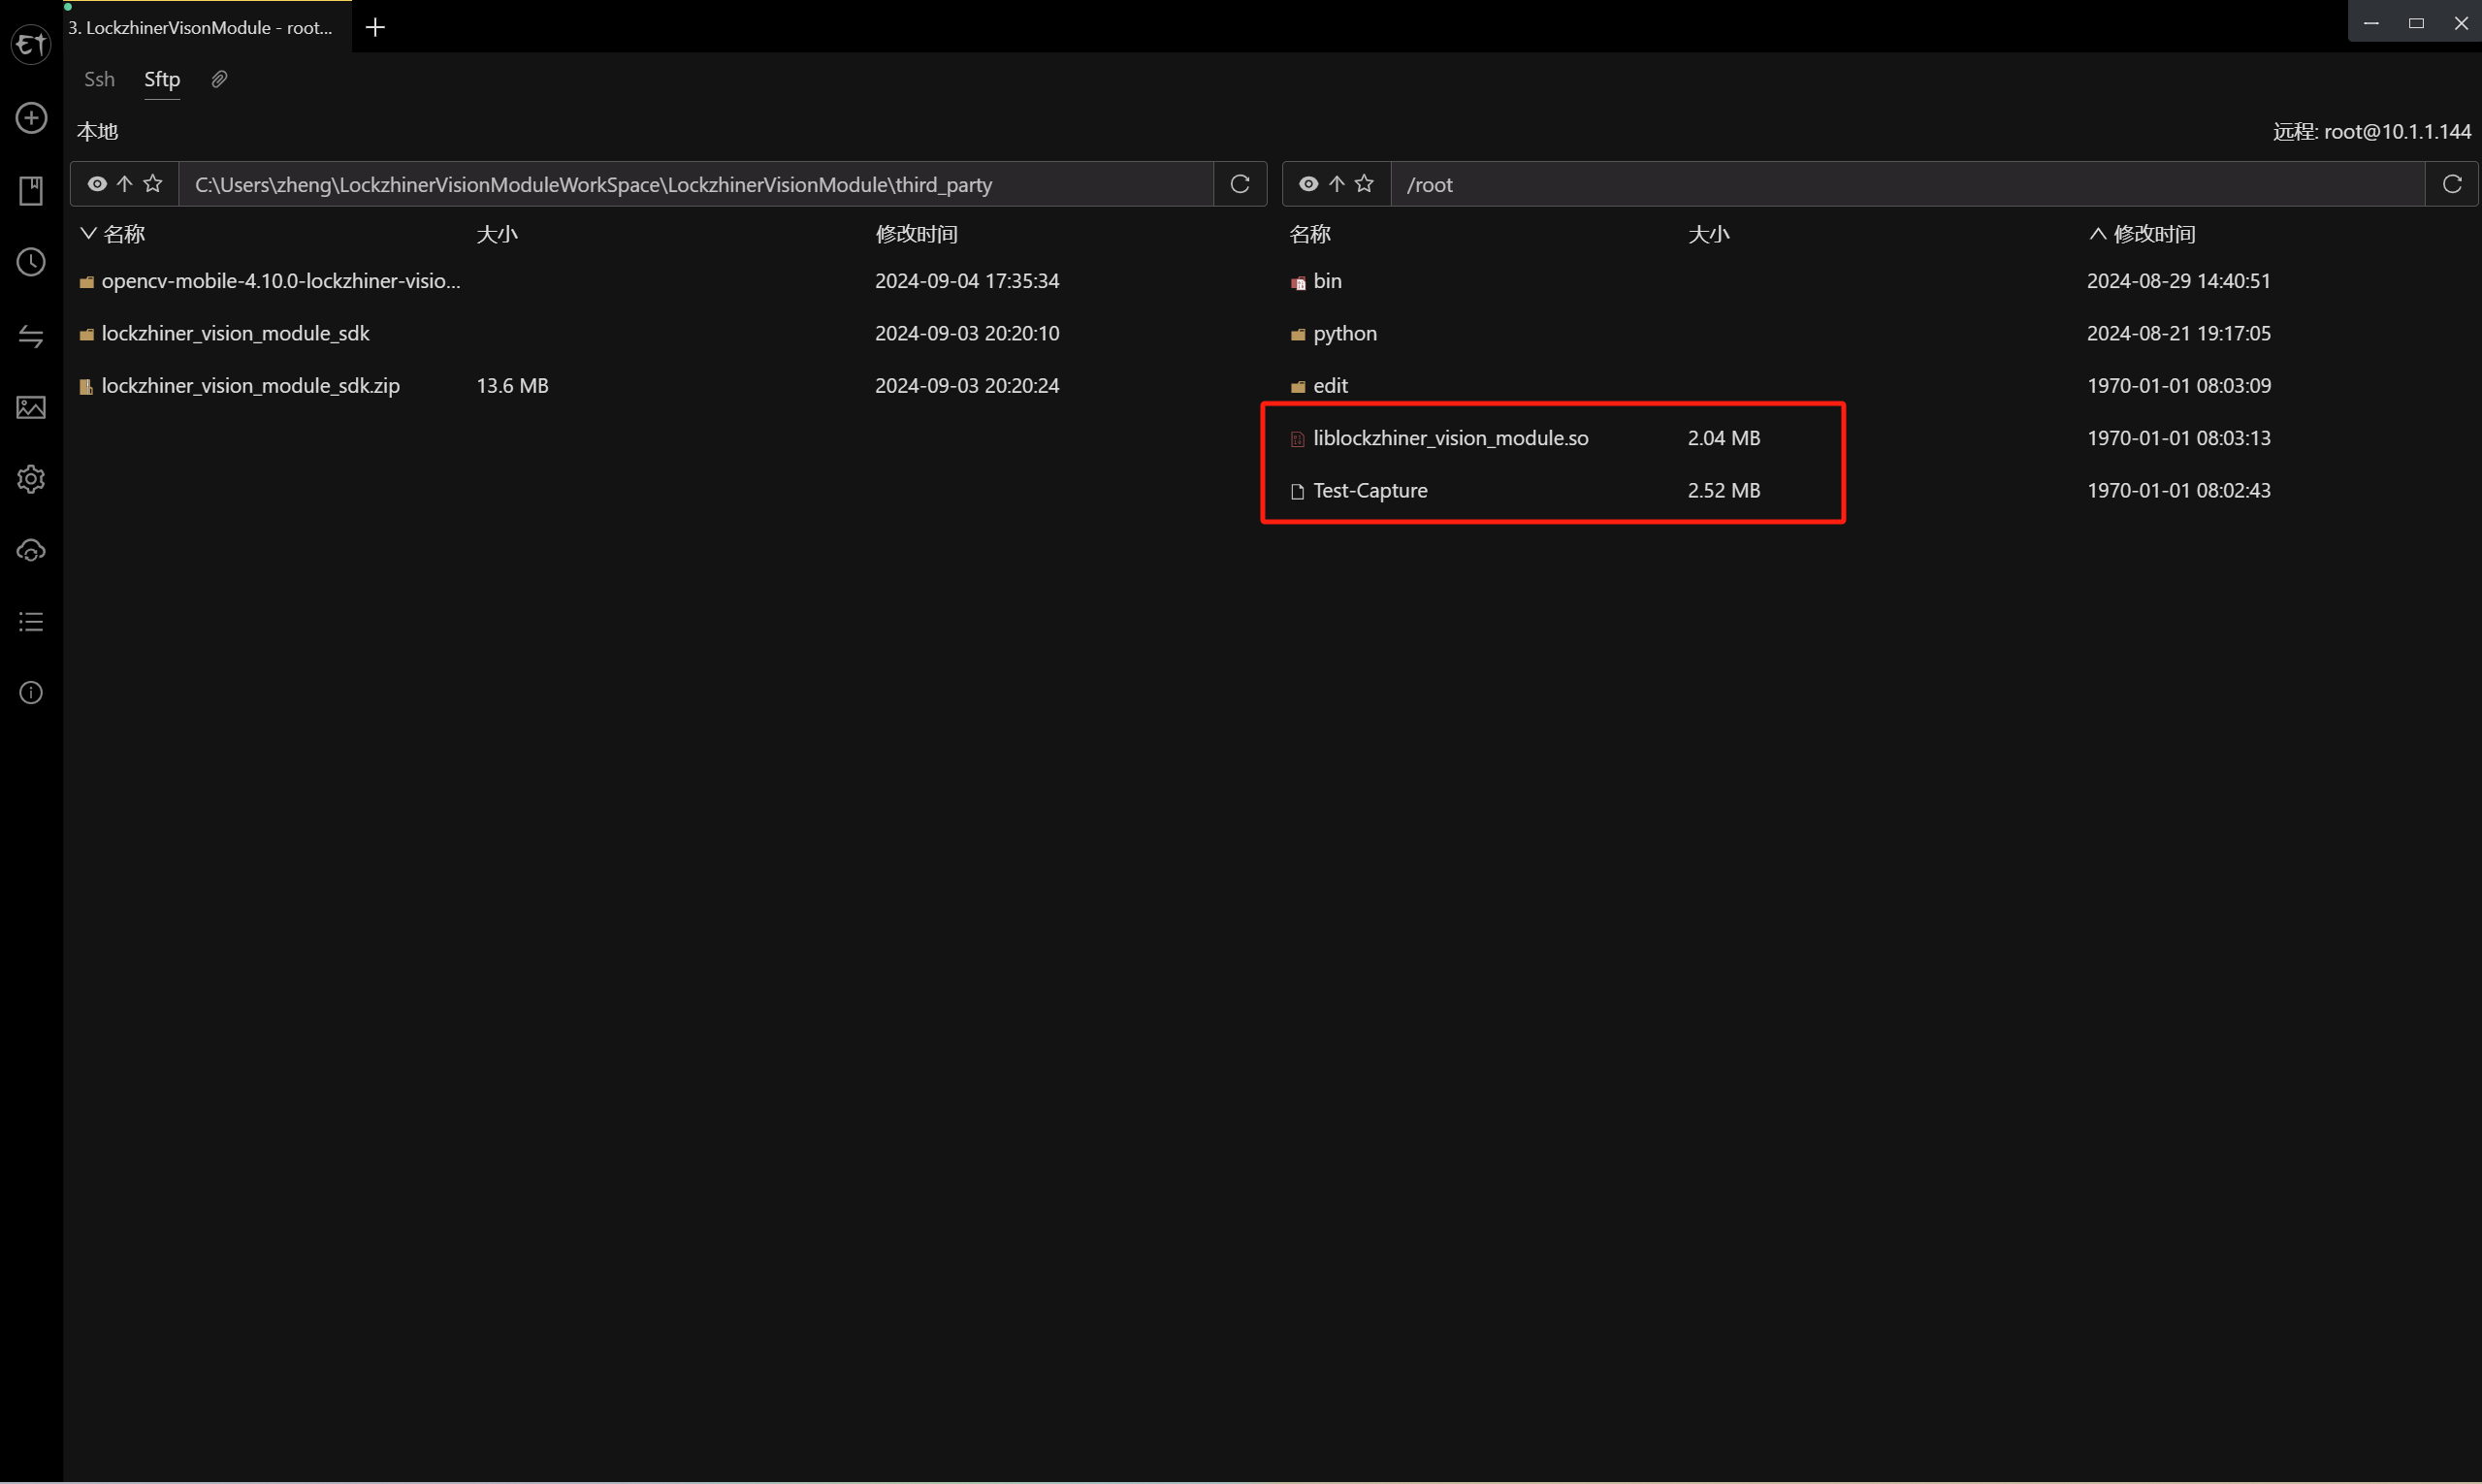 3. LockzhinerVisonModule - root...
Ssh Sftp
本地
远程: root@10.1.1.144
C:\Users\zheng\LockzhinerVisionModuleWorkSpace\LockzhinerVisionModule\third_party
/root
名称 大小 修改时间
名称 大小 修改时间
opencv-mobile-4.10.0-lockzhiner-visio... 2024-09-04 17:35:34
lockzhiner_vision_module_sdk 2024-09-03 20:20:10
lockzhiner_vision_module_sdk.zip 13.6 MB 2024-09-03 20:20:24
bin 2024-08-29 14:40:51
python 2024-08-21 19:17:05
edit 1970-01-01 08:03:09
liblockzhiner_vision_module.so 2.04 MB 1970-01-01 08:03:13
Test-Capture 2.52 MB 1970-01-01 08:02:43